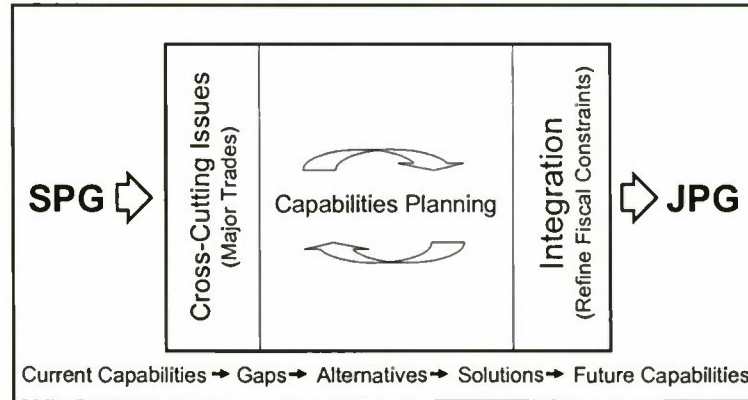 SPG
Cross-Cutting Issues
(Major Trades)
Capabilities Planning
Integration
(Refine Fiscal Constraints)
JPG
Current Capabilities → Gaps → Alternatives → Solutions → Future Capabilities